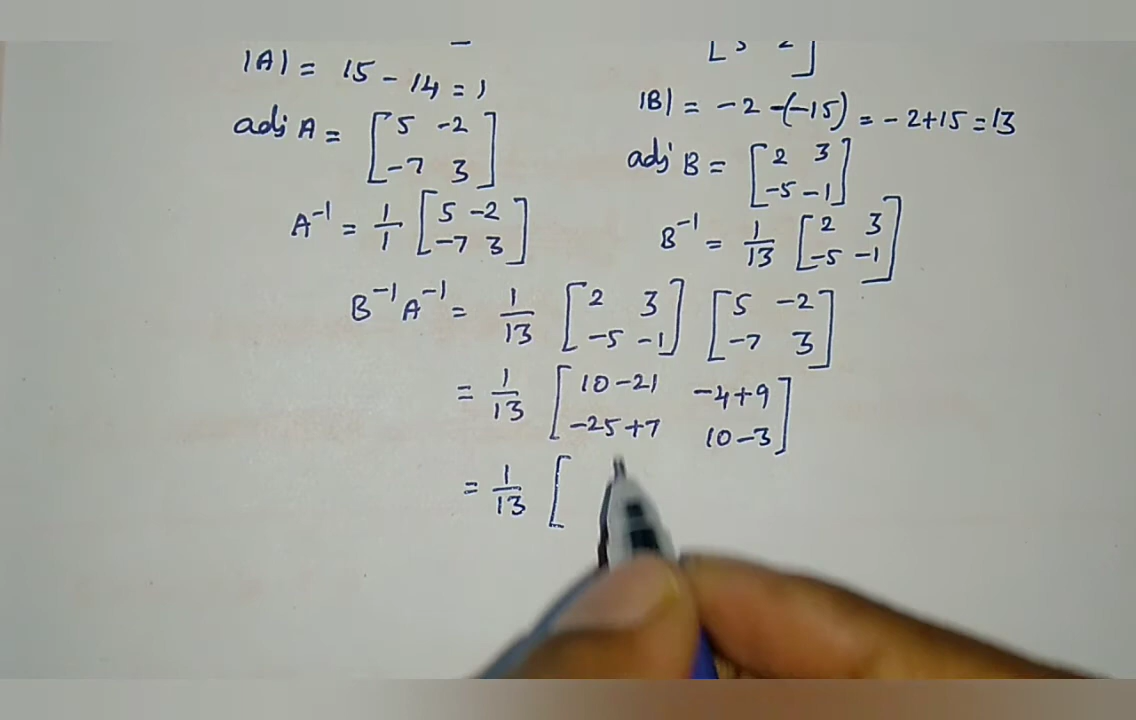 |A| = 15 - 14 = 1
adj A = [5 -2
-7 3]
A⁻¹ = 1/1 [5 -2
-7 3]
|B| = -2 -(-15) = -2+15 = 13
adj B = [2 3
-5 -1]
B⁻¹ = 1/13 [2 3
-5 -1]
B⁻¹A⁻¹ = 1/13 [2 3
-5 -1] [5 -2
-7 3]
= 1/13 [10-21 -4+9
-25+7 10-3]
= 1/13 [